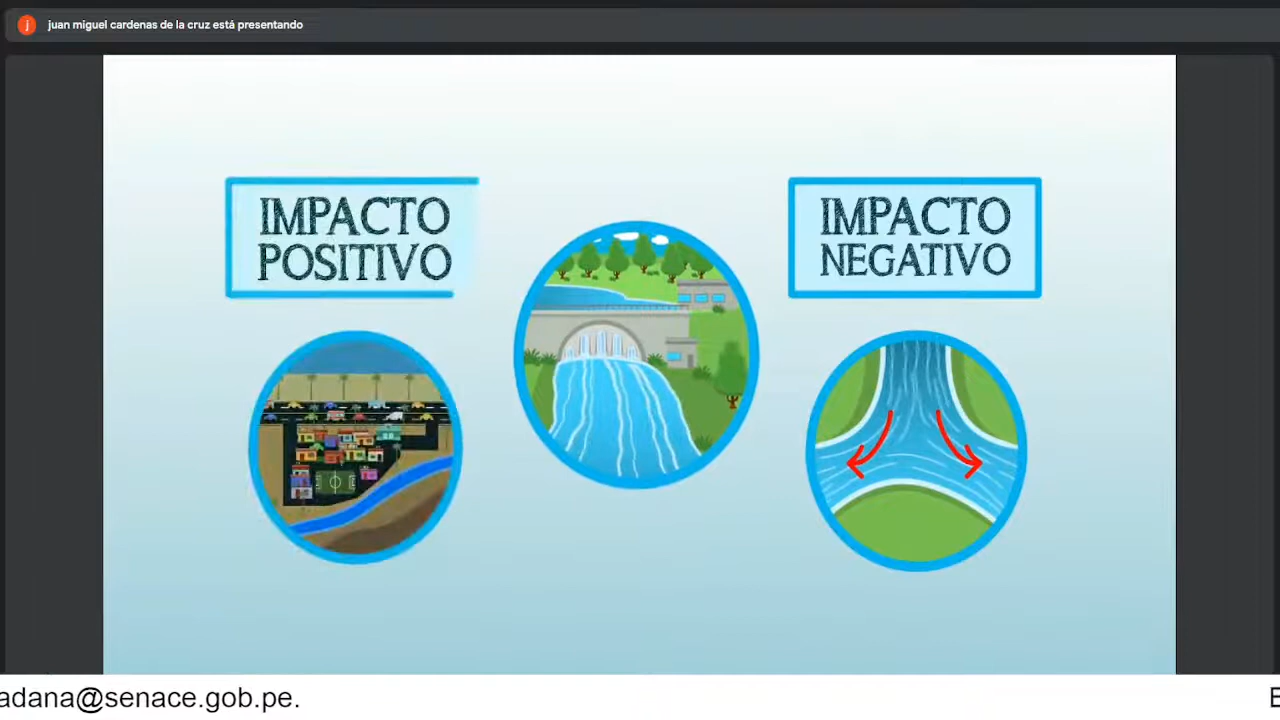 j
juan miguel cardenas de la cruz está presentando
IMPACTO
POSITIVO
IMPACTO
NEGATIVO
adana@senace.gob.pe.
E